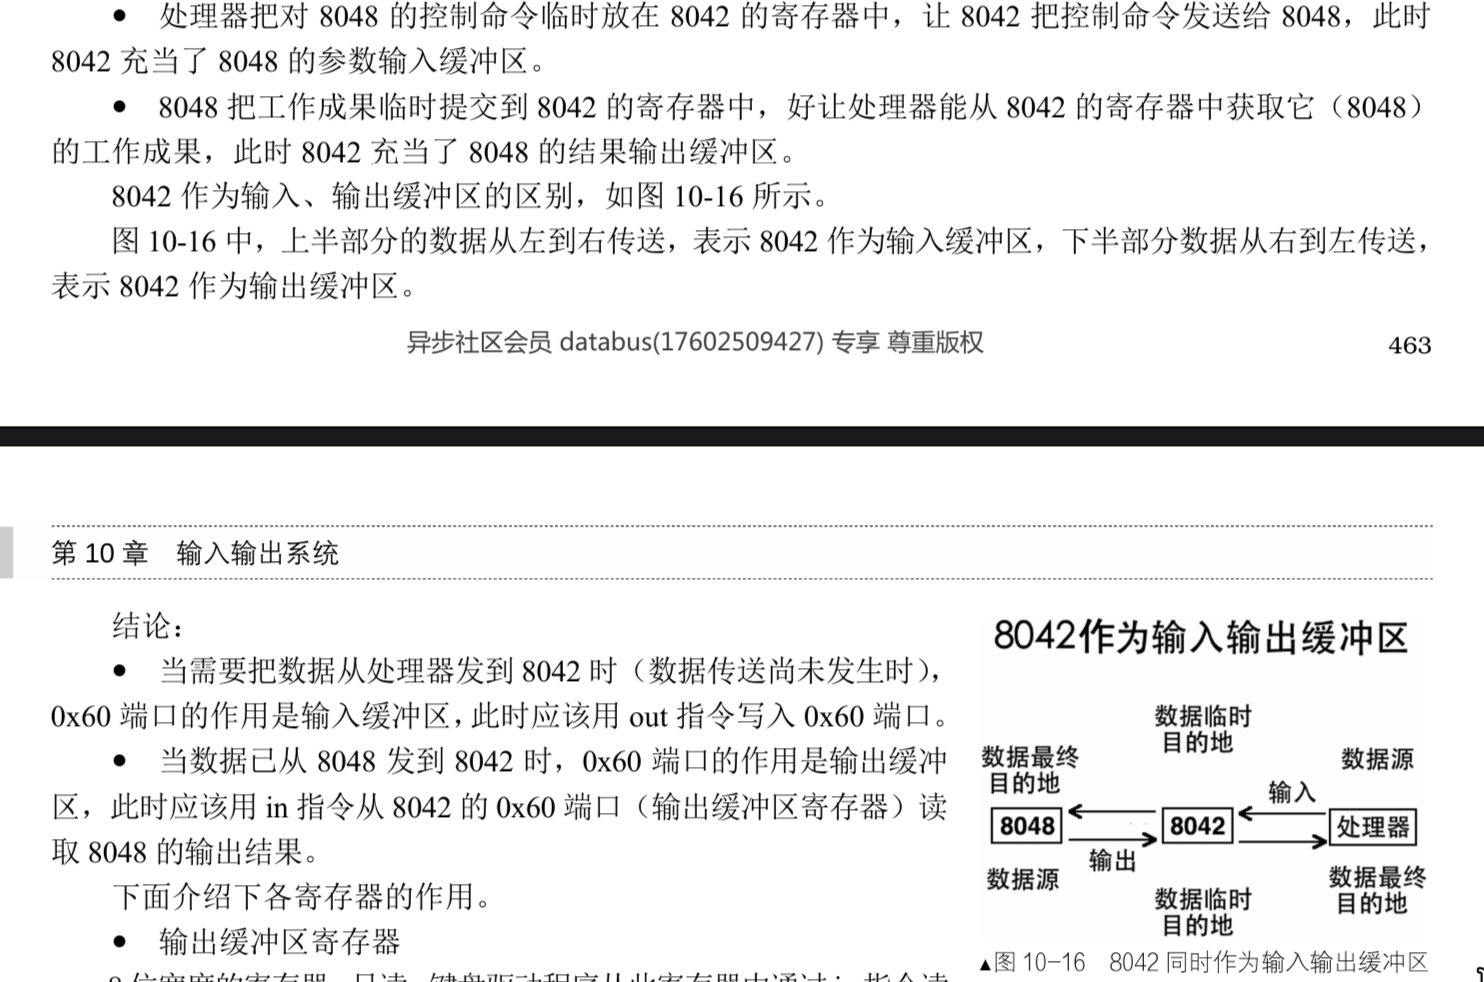 ● 处理器把对 8048 的控制命令临时放在 8042 的寄存器中，让 8042 把控制命令发送给 8048，此时
8042 充当了 8048 的参数输入缓冲区。
● 8048 把工作成果临时提交到 8042 的寄存器中，好让处理器能从 8042 的寄存器中获取它（8048）
的工作成果，此时 8042 充当了 8048 的结果输出缓冲区。
8042 作为输入、输出缓冲区的区别，如图 10-16 所示。
图 10-16 中，上半部分的数据从左到右传送，表示 8042 作为输入缓冲区，下半部分数据从右到左传送，
表示 8042 作为输出缓冲区。
异步社区会员 databus(17602509427) 专享 尊重版权
463
第 10 章 输入输出系统
结论：
● 当需要把数据从处理器发到 8042 时（数据传送尚未发生时），
0x60 端口的作用是输入缓冲区，此时应该用 out 指令写入 0x60 端口。
● 当数据已从 8048 发到 8042 时，0x60 端口的作用是输出缓冲
区，此时应该用 in 指令从 8042 的 0x60 端口（输出缓冲区寄存器）读
取 8048 的输出结果。
下面介绍下各寄存器的作用。
● 输出缓冲区寄存器
8042作为输入输出缓冲区
数据临时
目的地
数据最终
目的地
数据源
输入
8048
8042
处理器
输出
数据源
数据临时
目的地
数据最终
目的地
▲图 10-16 8042 同时作为输入输出缓冲区